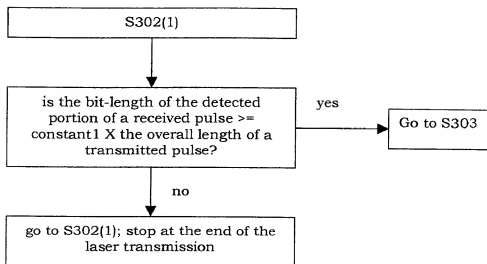 S302(1)
is the bit-length of the detected
portion of a received pulse >=
constant1 X the overall length of a
transmitted pulse?
yes
Go to S303
no
go to S302(1); stop at the end of the
laser transmission